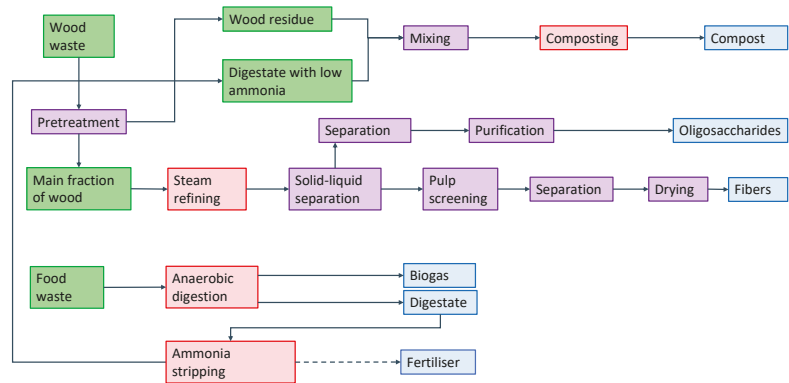 Wood
waste
Wood residue
Digestate with low
ammonia
Mixing
Composting
Compost
Pretreatment
Separation
Purification
Oligosaccharides
Main fraction
of wood
Steam
refining
Solid-liquid
separation
Pulp
screening
Separation
Drying
Fibers
Food
waste
Anaerobic
digestion
Biogas
Digestate
Ammonia
stripping
Fertiliser